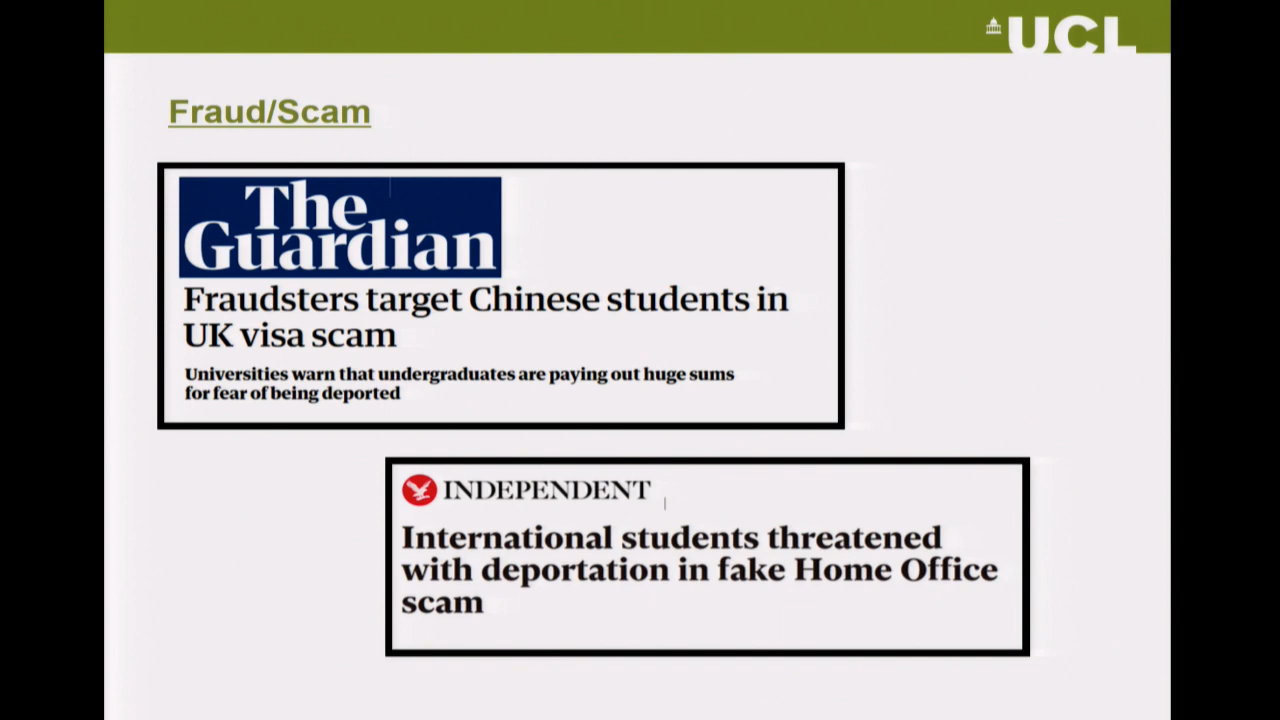 UCL
Fraud/Scam
The
Guardian
Fraudsters target Chinese students in
UK visa scam
Universities warn that undergraduates are paying out huge sums
for fear of being deported
INDEPENDENT
International students threatened
with deportation in fake Home Office
scam